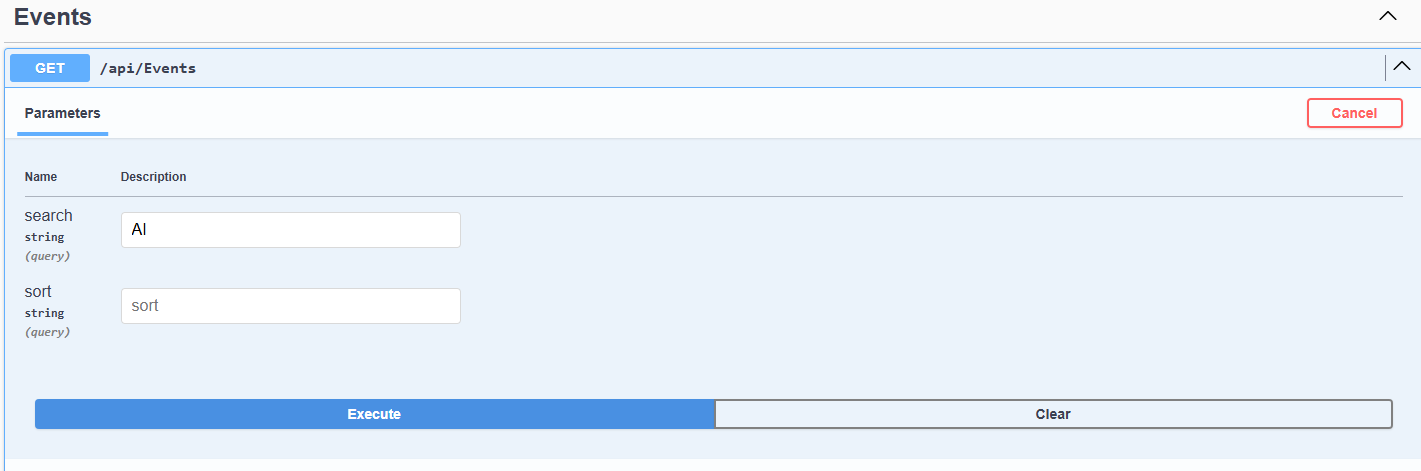 Events
GET /api/Events
Parameters Cancel
Name Description
search
string
(query)
AI
sort
string
(query)
sort
Execute Clear